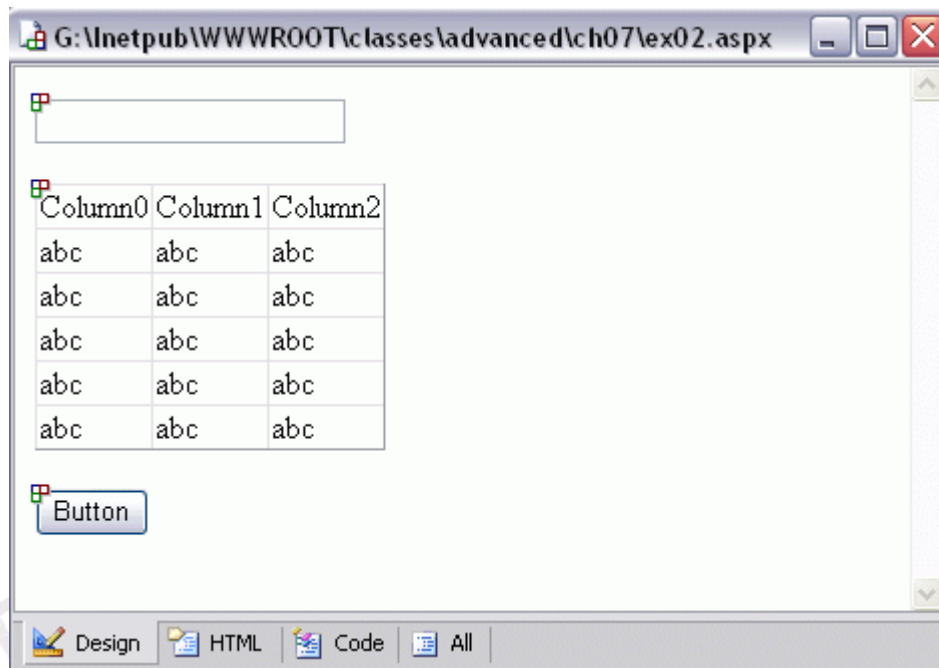 G:\Inetpub\WWWROOT\classes\advanced\ch07\ex02.aspx
Column0 Column1 Column2
abc abc abc
abc abc abc
abc abc abc
abc abc abc
abc abc abc
Button
Design HTML Code All